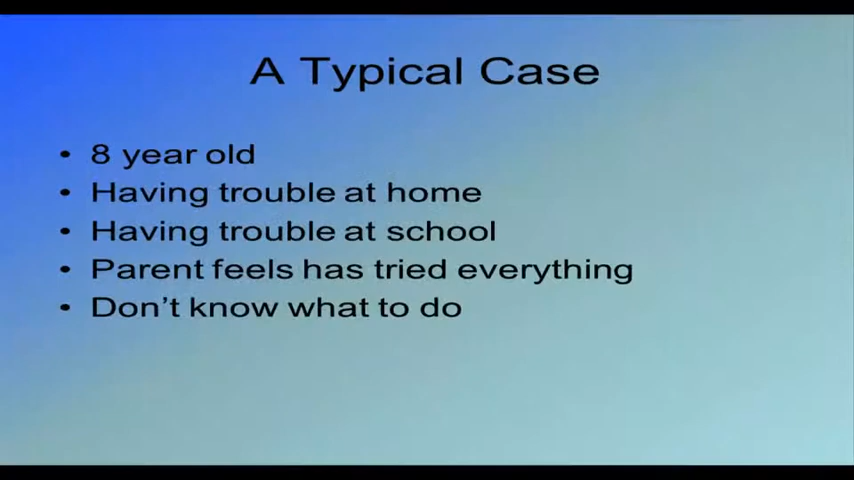 A Typical Case
• 8 year old
• Having trouble at home
• Having trouble at school
• Parent feels has tried everything
• Don't know what to do